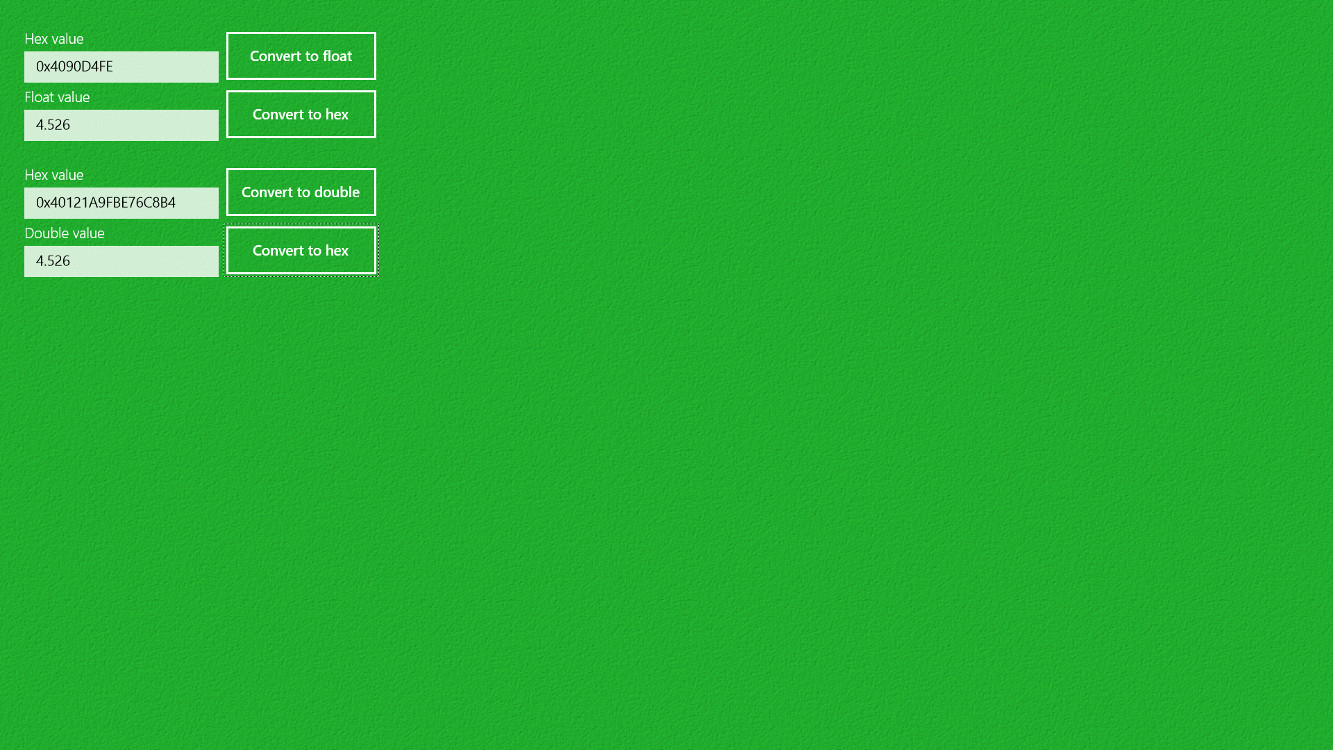 Hex value
0x4090D4FE
Convert to float
Float value
4.526
Convert to hex
Hex value
0x40121A9FBE76C8B4
Convert to double
Double value
4.526
Convert to hex